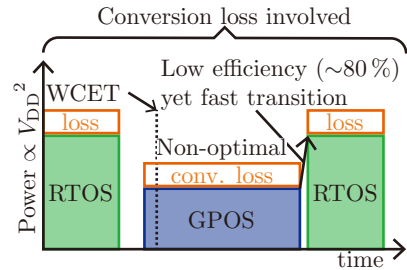 Conversion loss involved
Low efficiency (~80 %)
yet fast transition
WCET
Power ∝ V_DD²
loss
loss
Non-optimal
conv. loss
RTOS
GPOS
RTOS
time